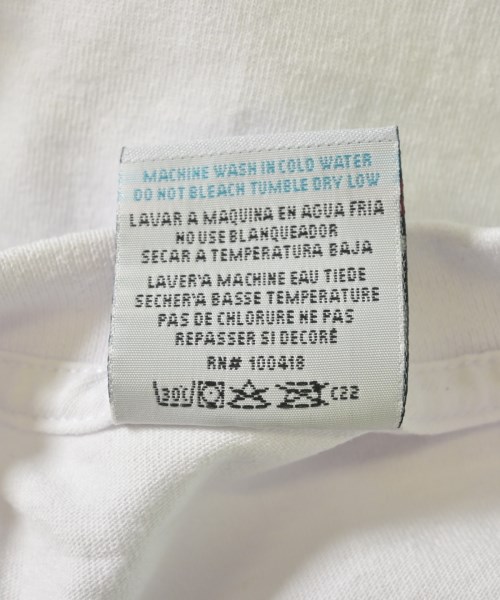 MACHINE WASH IN COLD WATER
DO NOT BLEACH TUMBLE DRY LOW
LAVAR A MAQUINA EN AGUA FRIA
NO USE BLANQUEADOR
SECAR A TEMPERATURA BAJA
LAVER'A MACHINE EAU TIEDE
SECHER'A BASSE TEMPERATURE
PAS DE CHLORURE NE PAS
REPASSER SI DECORÉ
RN# 100418
30C C22